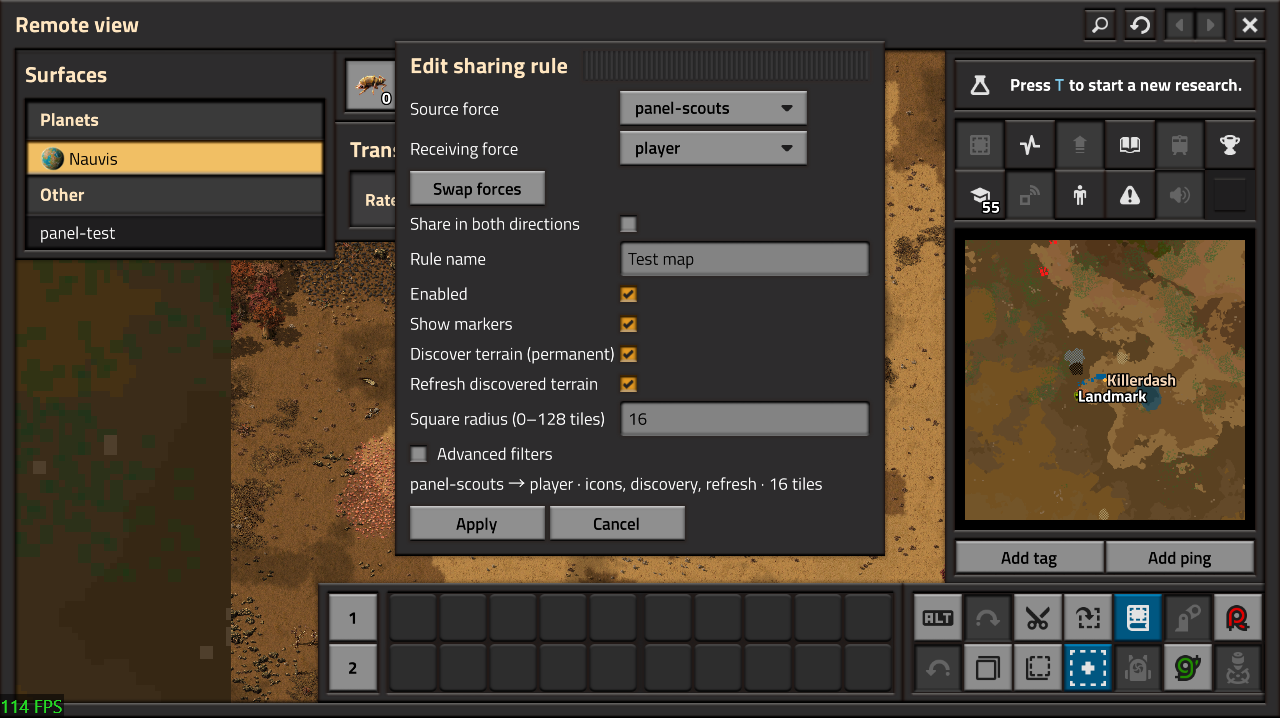 Remote view
Surfaces
Planets
Nauvis
Other
panel-test
0
Trans
Rate
Edit sharing rule
Source force
panel-scouts
Receiving force
player
Swap forces
Share in both directions
Rule name
Test map
Enabled
Show markers
Discover terrain (permanent)
Refresh discovered terrain
Square radius (0–128 tiles)
16
Advanced filters
panel-scouts → player · icons, discovery, refresh · 16 tiles
Apply
Cancel
Press T to start a new research.
55
Killerdash
Landmark
Add tag
Add ping
1
2
ALT
114 FPS